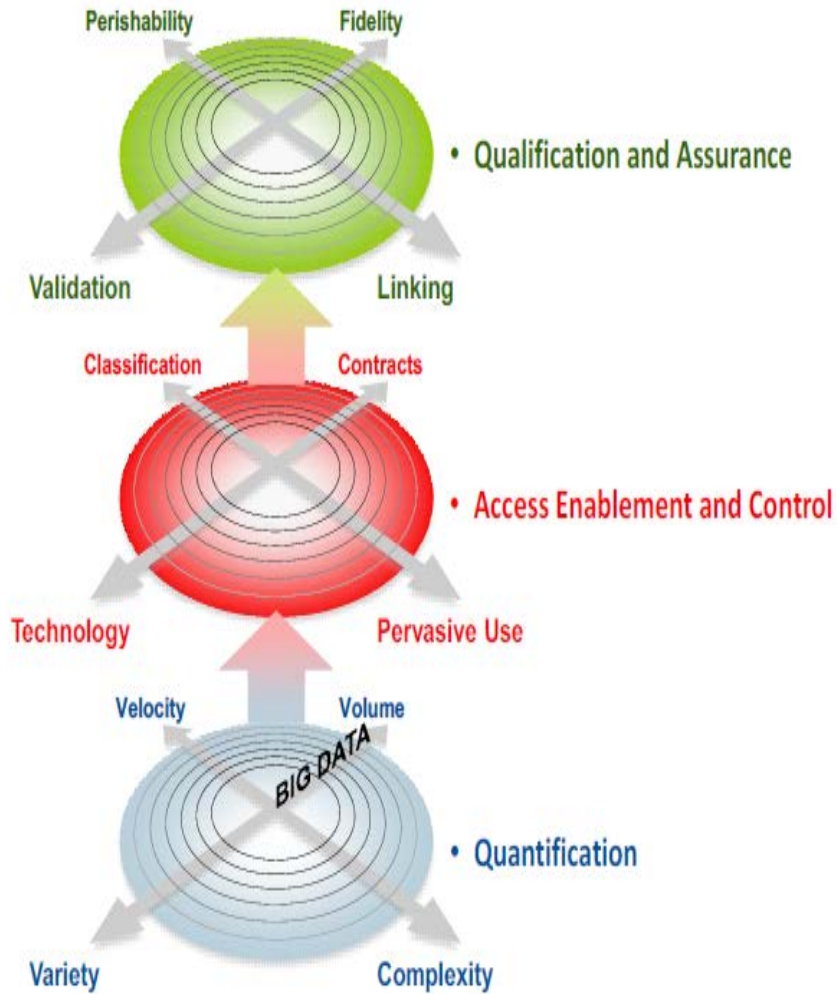 Perishability
Fidelity
• Qualification and Assurance
Validation
Linking
Classification
Contracts
• Access Enablement and Control
Technology
Pervasive Use
Velocity
Volume
BIG DATA
• Quantification
Variety
Complexity